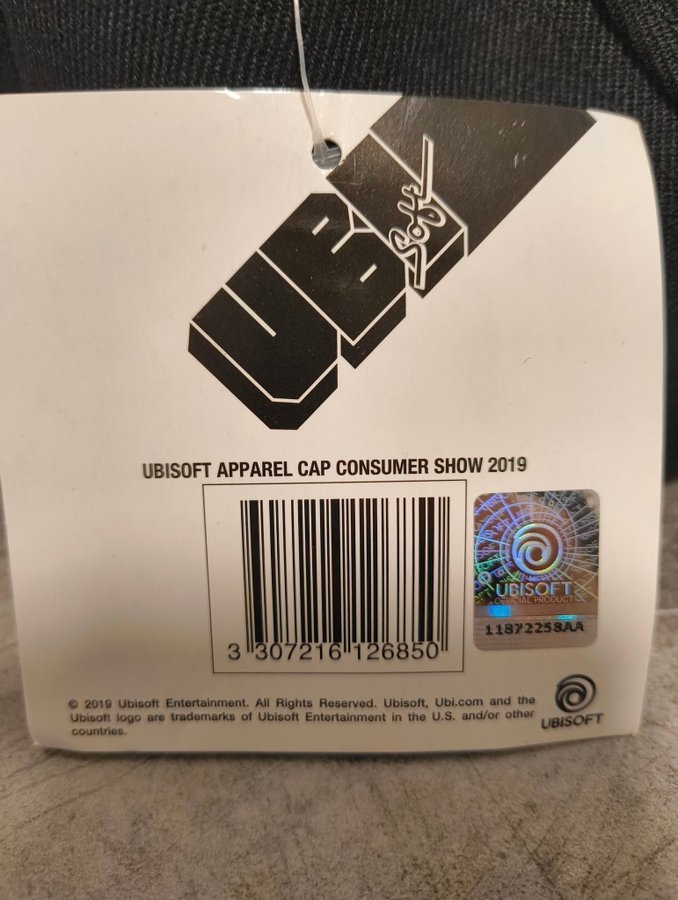 UBI
Soft
UBISOFT APPAREL CAP CONSUMER SHOW 2019
3 307216 126850
UBISOFT
OFFICIAL PRODUCT
11872258AA
© 2019 Ubisoft Entertainment. All Rights Reserved. Ubisoft, Ubi.com and the
Ubisoft logo are trademarks of Ubisoft Entertainment in the U.S. and/or other
countries.
UBISOFT